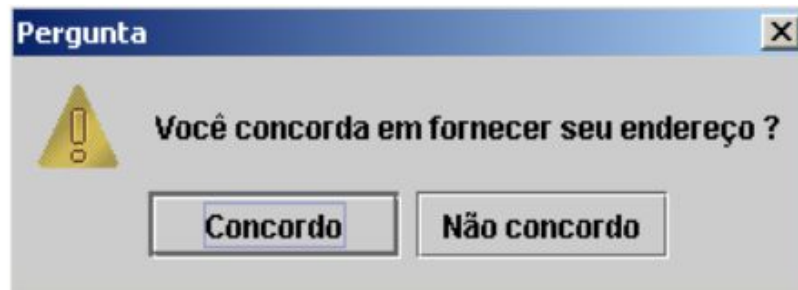 Pergunta
Você concorda em fornecer seu endereço ?
Concordo Não concordo